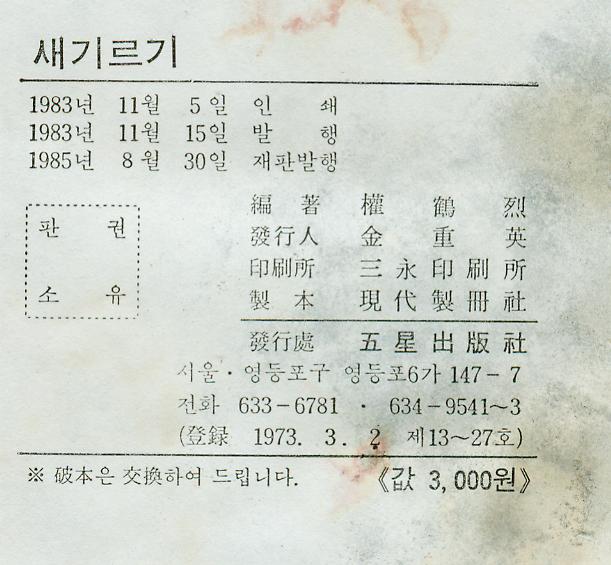 새기르기
1983년 11월 5일 인 쇄
1983년 11월 15일 발 행
1985년 8월 30일 재판발행
판 권
소 유
編 著 權 鶴 烈
發行人 金 重 英
印刷所 三永印刷所
製 本 現代製冊社
發行處 五星出版社
서울·영등포구 영등포6가 147-7
전화 633-6781 · 634-9541~3
(登録 1973. 3. 2 제13~27호)
※ 破本은 交換하여 드립니다. 《값 3,000원》